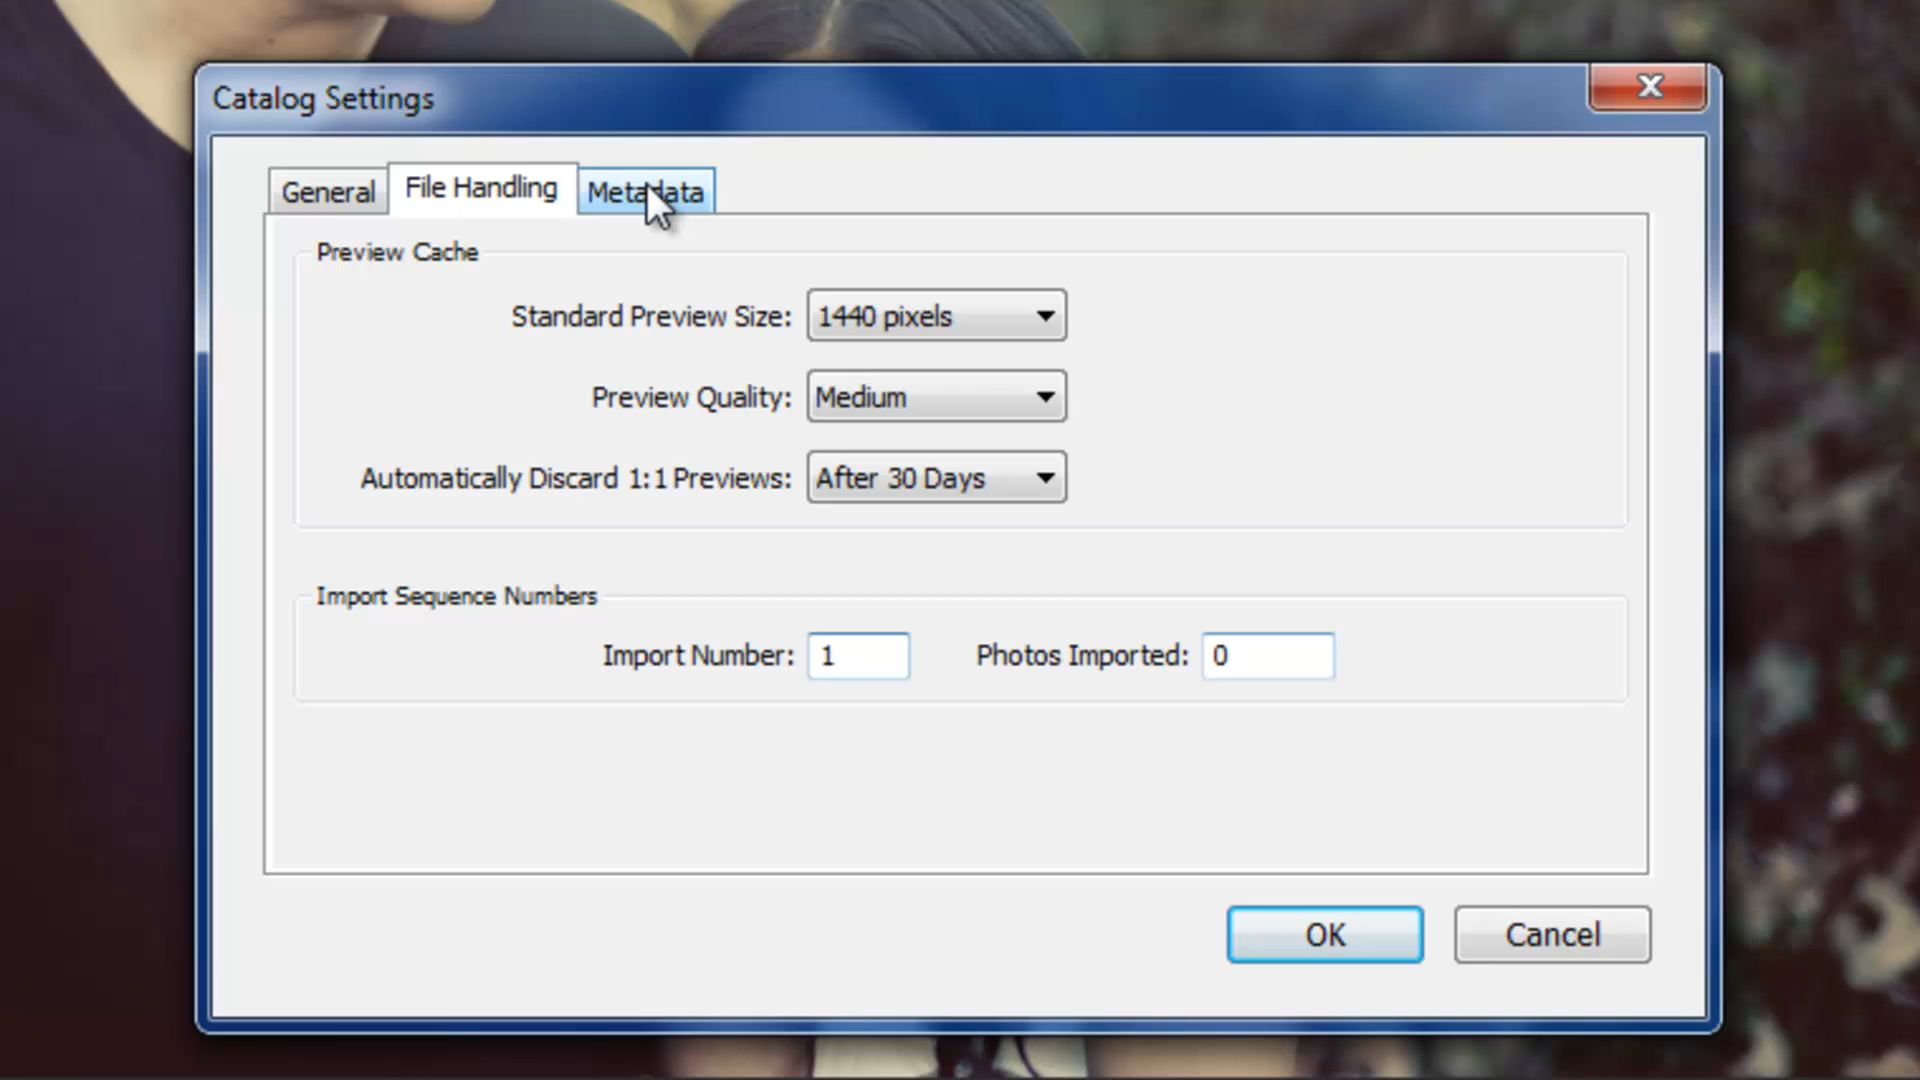 Catalog Settings
General File Handling Metadata
Preview Cache
Standard Preview Size: 1440 pixels
Preview Quality: Medium
Automatically Discard 1:1 Previews: After 30 Days
Import Sequence Numbers
Import Number: 1 Photos Imported: 0
OK Cancel